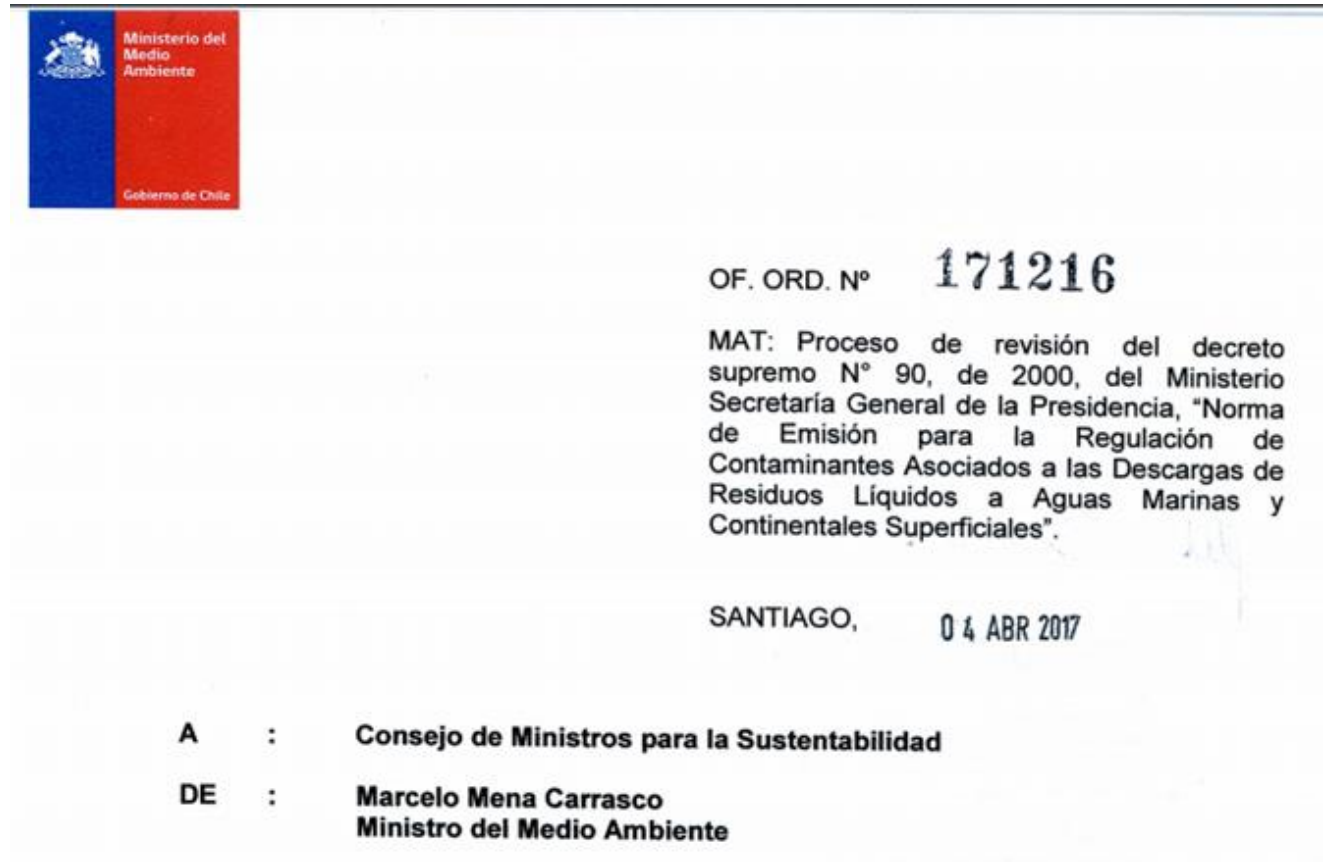 Ministerio del
Medio
Ambiente
Gobierno de Chile
OF. ORD. Nº 171216
MAT: Proceso de revisión del decreto
supremo N° 90, de 2000, del Ministerio
Secretaría General de la Presidencia, “Norma
de Emisión para la Regulación de
Contaminantes Asociados a las Descargas de
Residuos Líquidos a Aguas Marinas y
Continentales Superficiales”.
SANTIAGO, 04 ABR 2017
A : Consejo de Ministros para la Sustentabilidad
DE : Marcelo Mena Carrasco
Ministro del Medio Ambiente